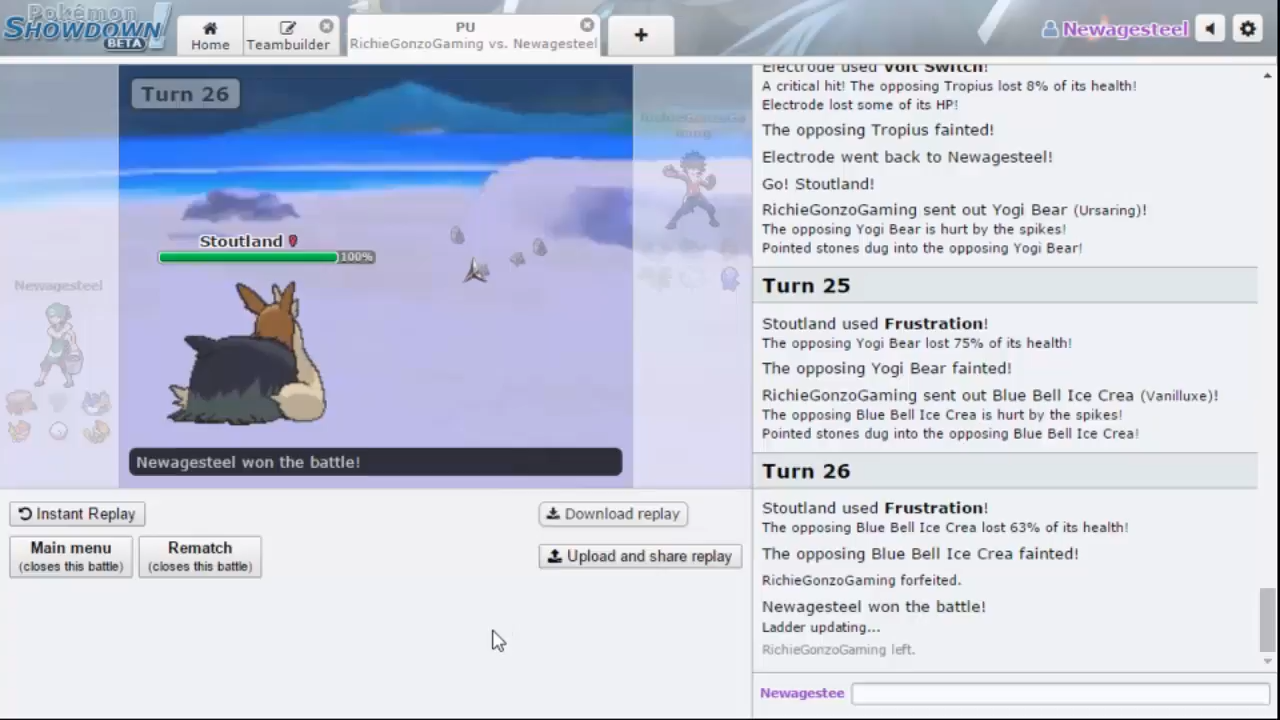 Pokémon
SHOWDOWN!
BETA
Home
Teambuilder
PU
RichieGonzoGaming vs. Newagesteel
+
Newagesteel
Turn 26
Stoutland
100%
Newagesteel
Newagesteel won the battle!
Instant Replay
Download replay
Main menu
(closes this battle)
Rematch
(closes this battle)
Upload and share replay
Electrode used Volt Switch!
A critical hit! The opposing Tropius lost 8% of its health!
Electrode lost some of its HP!
The opposing Tropius fainted!
Electrode went back to Newagesteel!
Go! Stoutland!
RichieGonzoGaming sent out Yogi Bear (Ursaring)!
The opposing Yogi Bear is hurt by the spikes!
Pointed stones dug into the opposing Yogi Bear!
Turn 25
Stoutland used Frustration!
The opposing Yogi Bear lost 75% of its health!
The opposing Yogi Bear fainted!
RichieGonzoGaming sent out Blue Bell Ice Crea (Vanilluxe)!
The opposing Blue Bell Ice Crea is hurt by the spikes!
Pointed stones dug into the opposing Blue Bell Ice Crea!
Turn 26
Stoutland used Frustration!
The opposing Blue Bell Ice Crea lost 63% of its health!
The opposing Blue Bell Ice Crea fainted!
RichieGonzoGaming forfeited.
Newagesteel won the battle!
Ladder updating...
RichieGonzoGaming left.
Newagestee